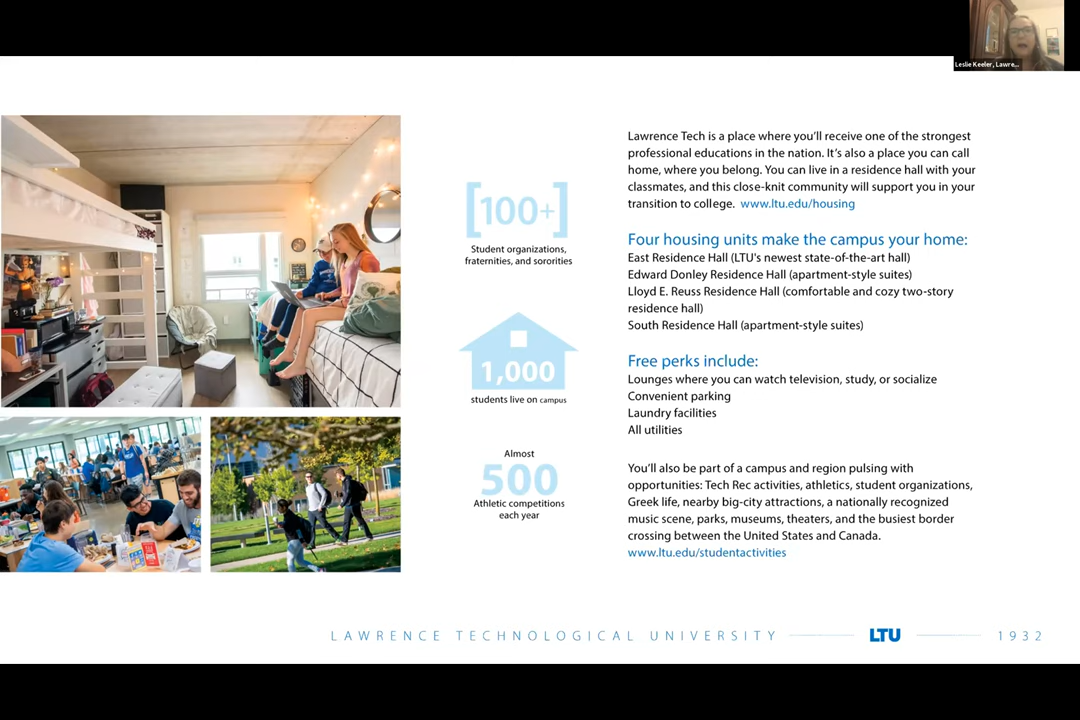 Leslie Keeler, Lawre...
Lawrence Tech is a place where you'll receive one of the strongest
professional educations in the nation. It's also a place you can call
home, where you belong. You can live in a residence hall with your
classmates, and this close-knit community will support you in your
transition to college. www.ltu.edu/housing
[100+]
Student organizations,
fraternities, and sororities
1,000
students live on campus
Almost
500
Athletic competitions
each year
Four housing units make the campus your home:
East Residence Hall (LTU's newest state-of-the-art hall)
Edward Donley Residence Hall (apartment-style suites)
Lloyd E. Reuss Residence Hall (comfortable and cozy two-story
residence hall)
South Residence Hall (apartment-style suites)
Free perks include:
Lounges where you can watch television, study, or socialize
Convenient parking
Laundry facilities
All utilities
You'll also be part of a campus and region pulsing with
opportunities: Tech Rec activities, athletics, student organizations,
Greek life, nearby big-city attractions, a nationally recognized
music scene, parks, museums, theaters, and the busiest border
crossing between the United States and Canada.
www.ltu.edu/studentactivities
LAWRENCE TECHNOLOGICAL UNIVERSITY LTU 1932